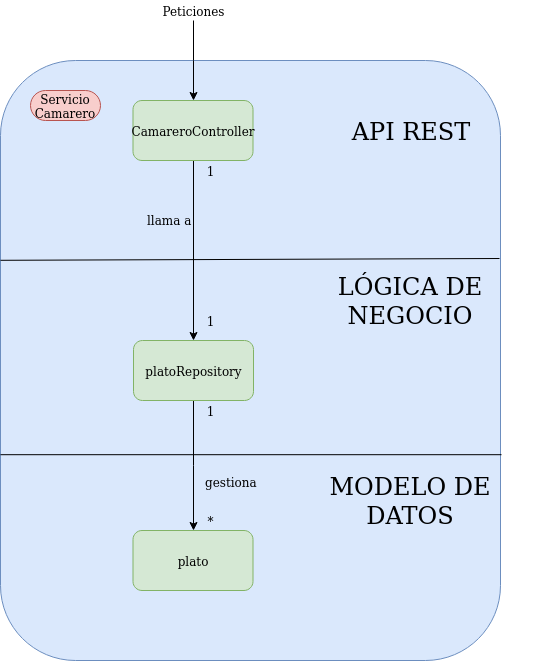 Peticiones
Servicio
Camarero
CamareroController
API REST
1
llama a
LÓGICA DE
NEGOCIO
1
platoRepository
1
gestiona
MODELO DE
DATOS
*
plato